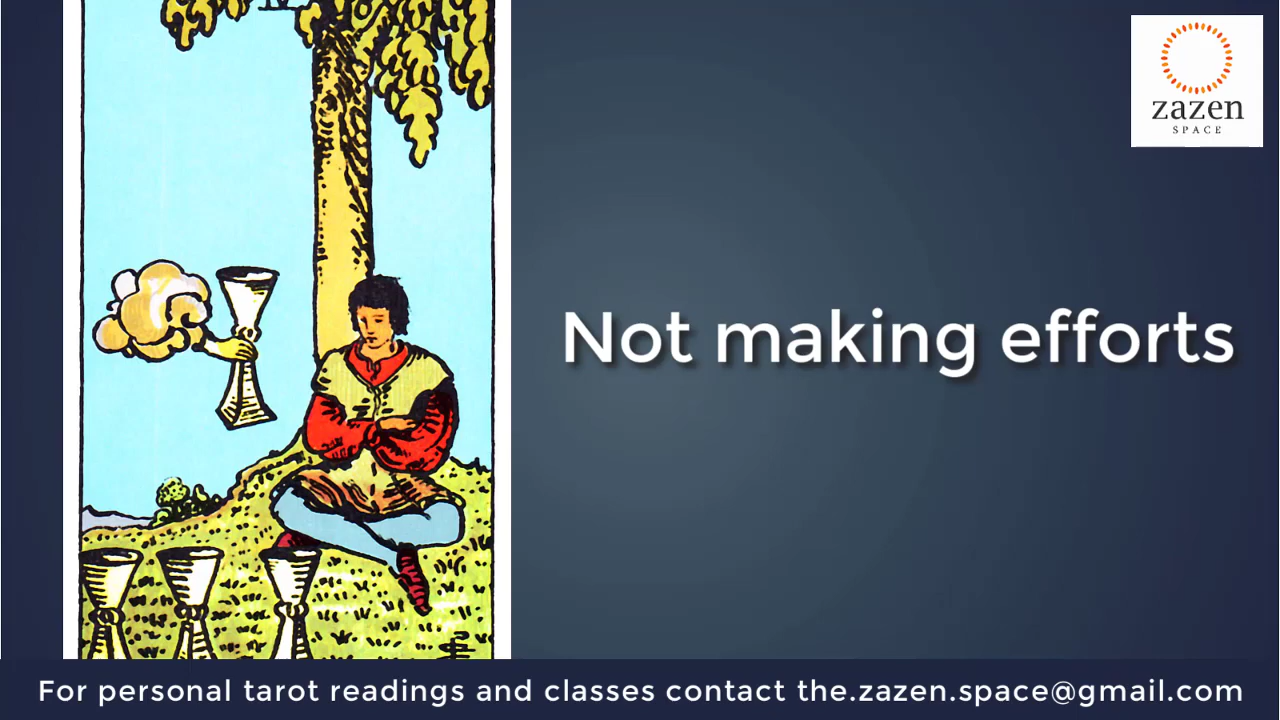 zazen
SPACE
Not making efforts
For personal tarot readings and classes contact the.zazen.space@gmail.com